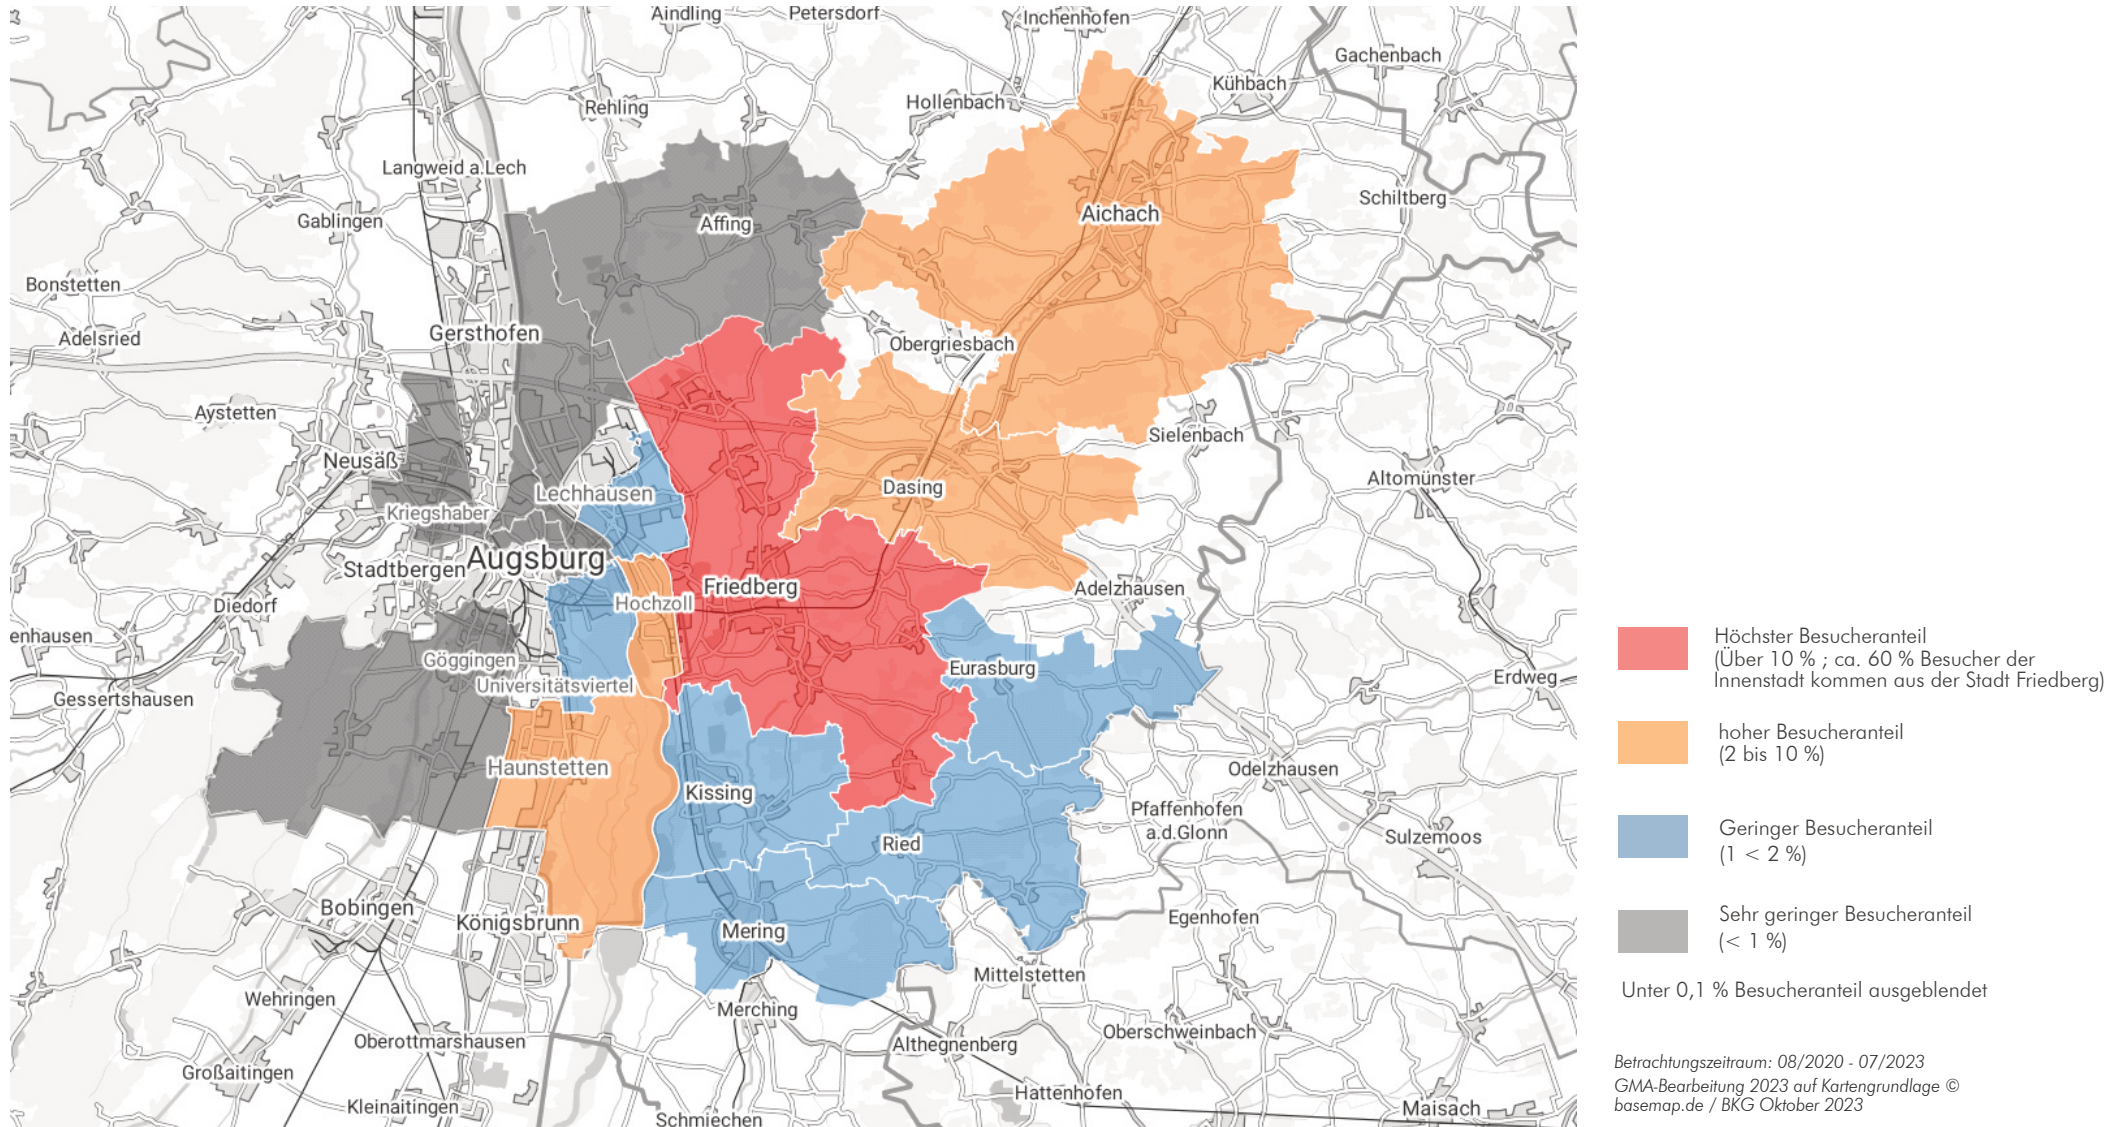 Aindling
Petersdorf
Inchenhofen
Gachenbach
Kühbach
Rehling
Hollenbach
Langweid a.Lech
Schiltberg
Gablingen
Affing
Aichach
Bonstetten
Adelsried
Gersthofen
Obergriesbach
Aystetten
Sielenbach
Neusäß
Altomünster
Lechhausen
Dasing
Kriegshaber
Augsburg
Stadtbergen
Friedberg
Adelzhausen
Diedorf
Hochzoll
enhausen
Göggingen
Eurasburg
Universitätsviertel
Erdweg
Gessertshausen
Haunstetten
Odelzhausen
Kissing
Pfaffenhofen
a.d.Glonn
Ried
Sulzemoos
Bobingen
Königsbrunn
Mering
Egenhofen
Mittelstetten
Wehringen
Merching
Oberschweinbach
Oberottmarshausen
Althegnenberg
Großaitingen
Hattenhofen
Kleinaitingen
Schmiechen
Maisach
Höchster Besucheranteil
(Über 10 % ; ca. 60 % Besucher der
Innenstadt kommen aus der Stadt Friedberg)
hoher Besucheranteil
(2 bis 10 %)
Geringer Besucheranteil
(1 < 2 %)
Sehr geringer Besucheranteil
(< 1 %)
Unter 0,1 % Besucheranteil ausgeblendet
Betrachtungszeitraum: 08/2020 - 07/2023
GMA-Bearbeitung 2023 auf Kartengrundlage ©
basemap.de / BKG Oktober 2023